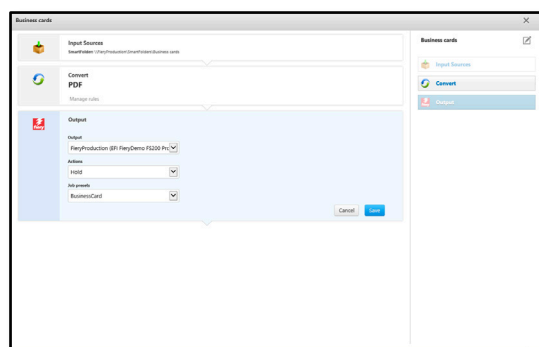 Business cards
Input Sources
SmartFolder: \\FieryProduction\SmartFolders\Business cards
Convert
PDF
Manage rules
Output
Output
FieryProduction (EFI FieryDemo FS200 Pro
Actions
Hold
Job presets
BusinessCard
Cancel
Save
Business cards
Input Sources
Convert
Output